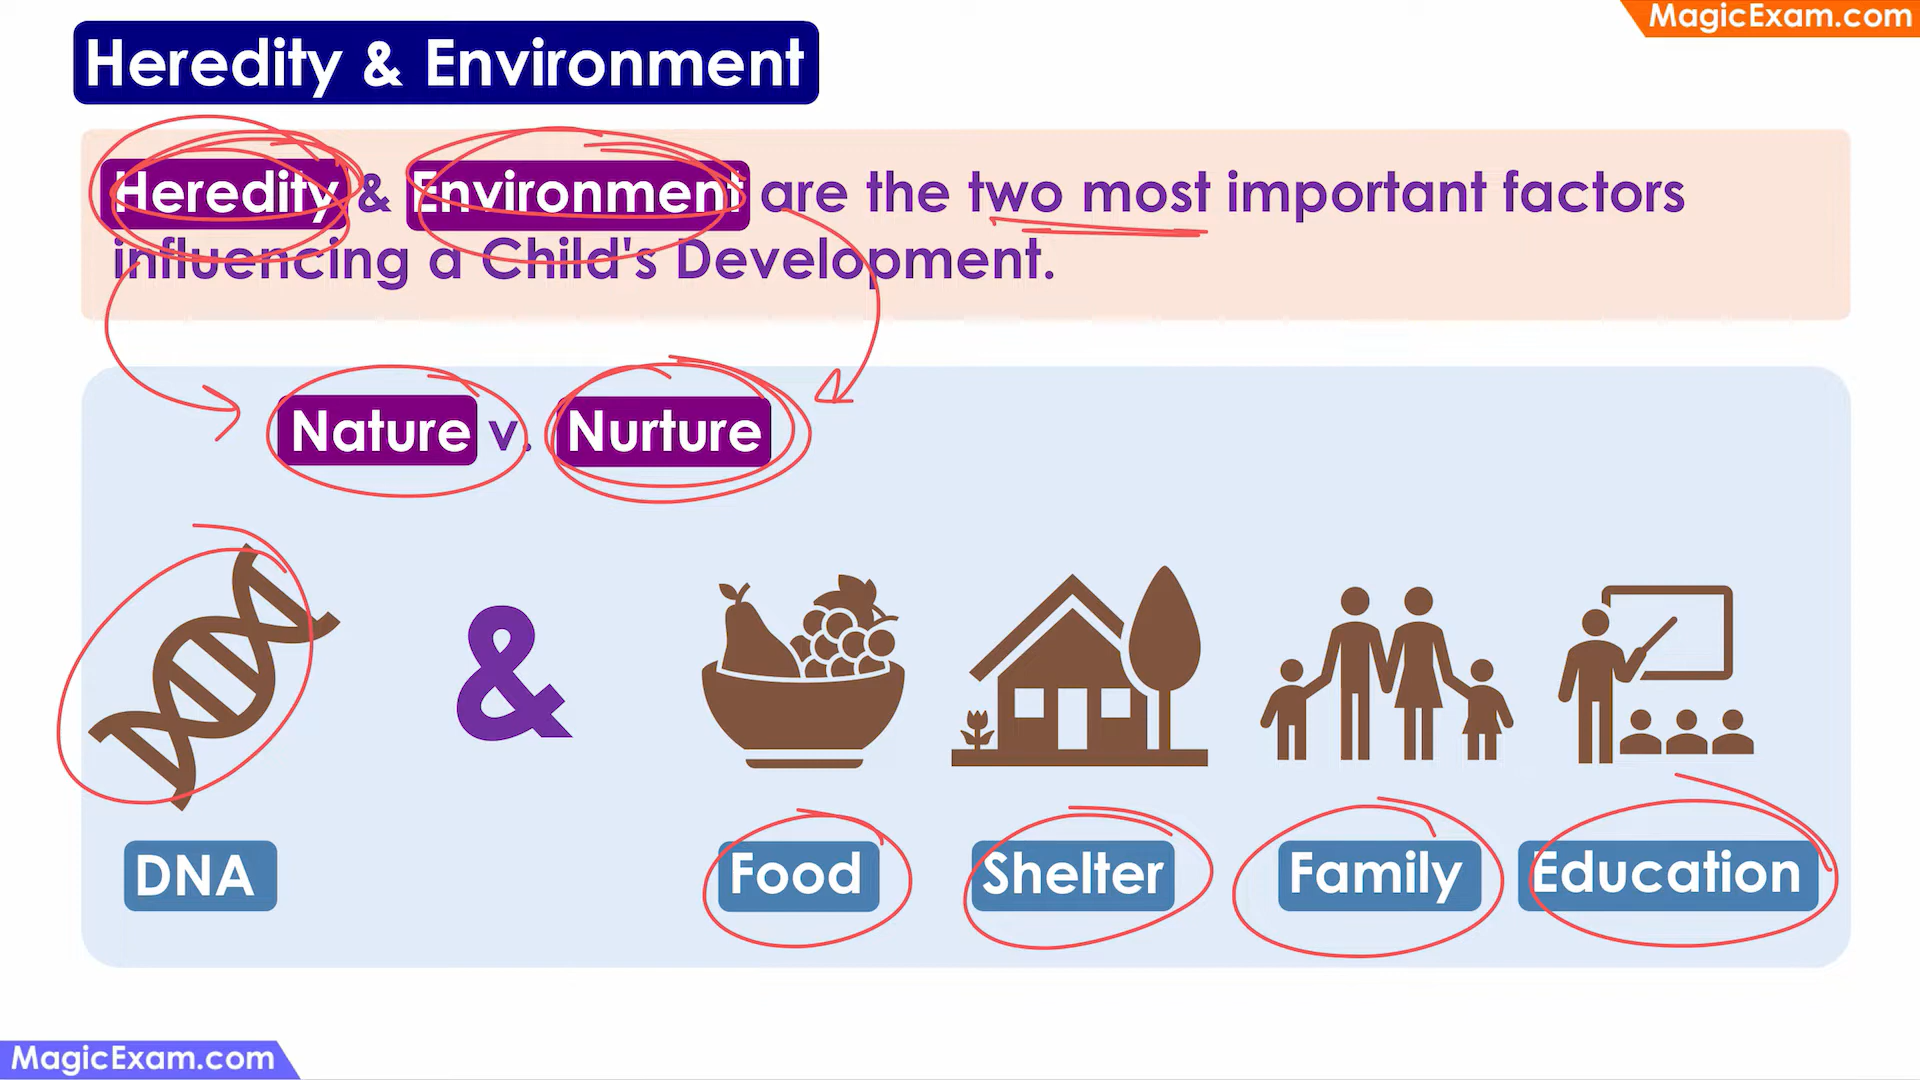 MagicExam.com
Heredity & Environment
Heredity & Environment are the two most important factors
influencing a Child's Development.
Nature v. Nurture
&
DNA Food Shelter Family Education
MagicExam.com